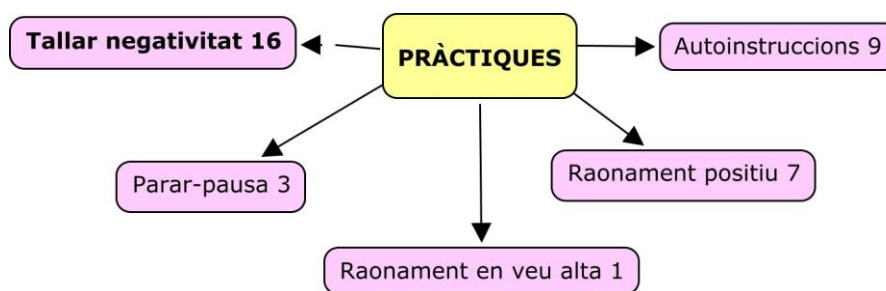 Tallar negativitat 16
PRÀCTIQUES
Autoinstruccions 9
Parar-pausa 3
Raonament positiu 7
Raonament en veu alta 1